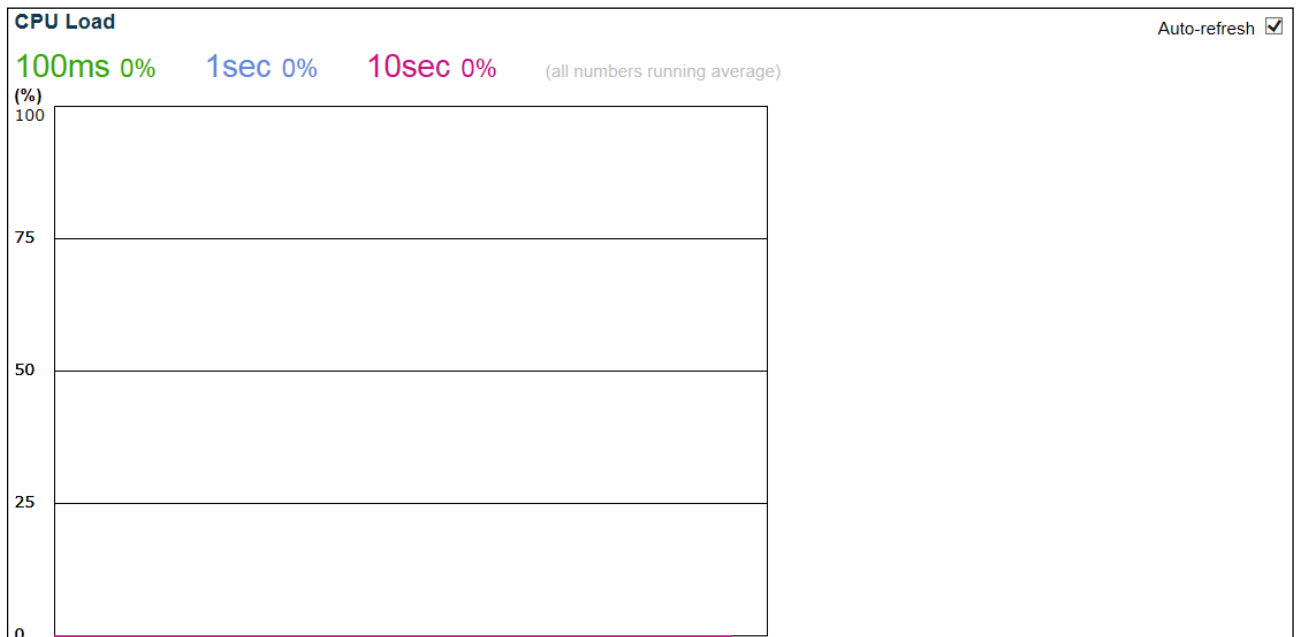 CPU Load
Auto-refresh
100ms 0% 1sec 0% 10sec 0% (all numbers running average)
(%)
100
75
50
25
0